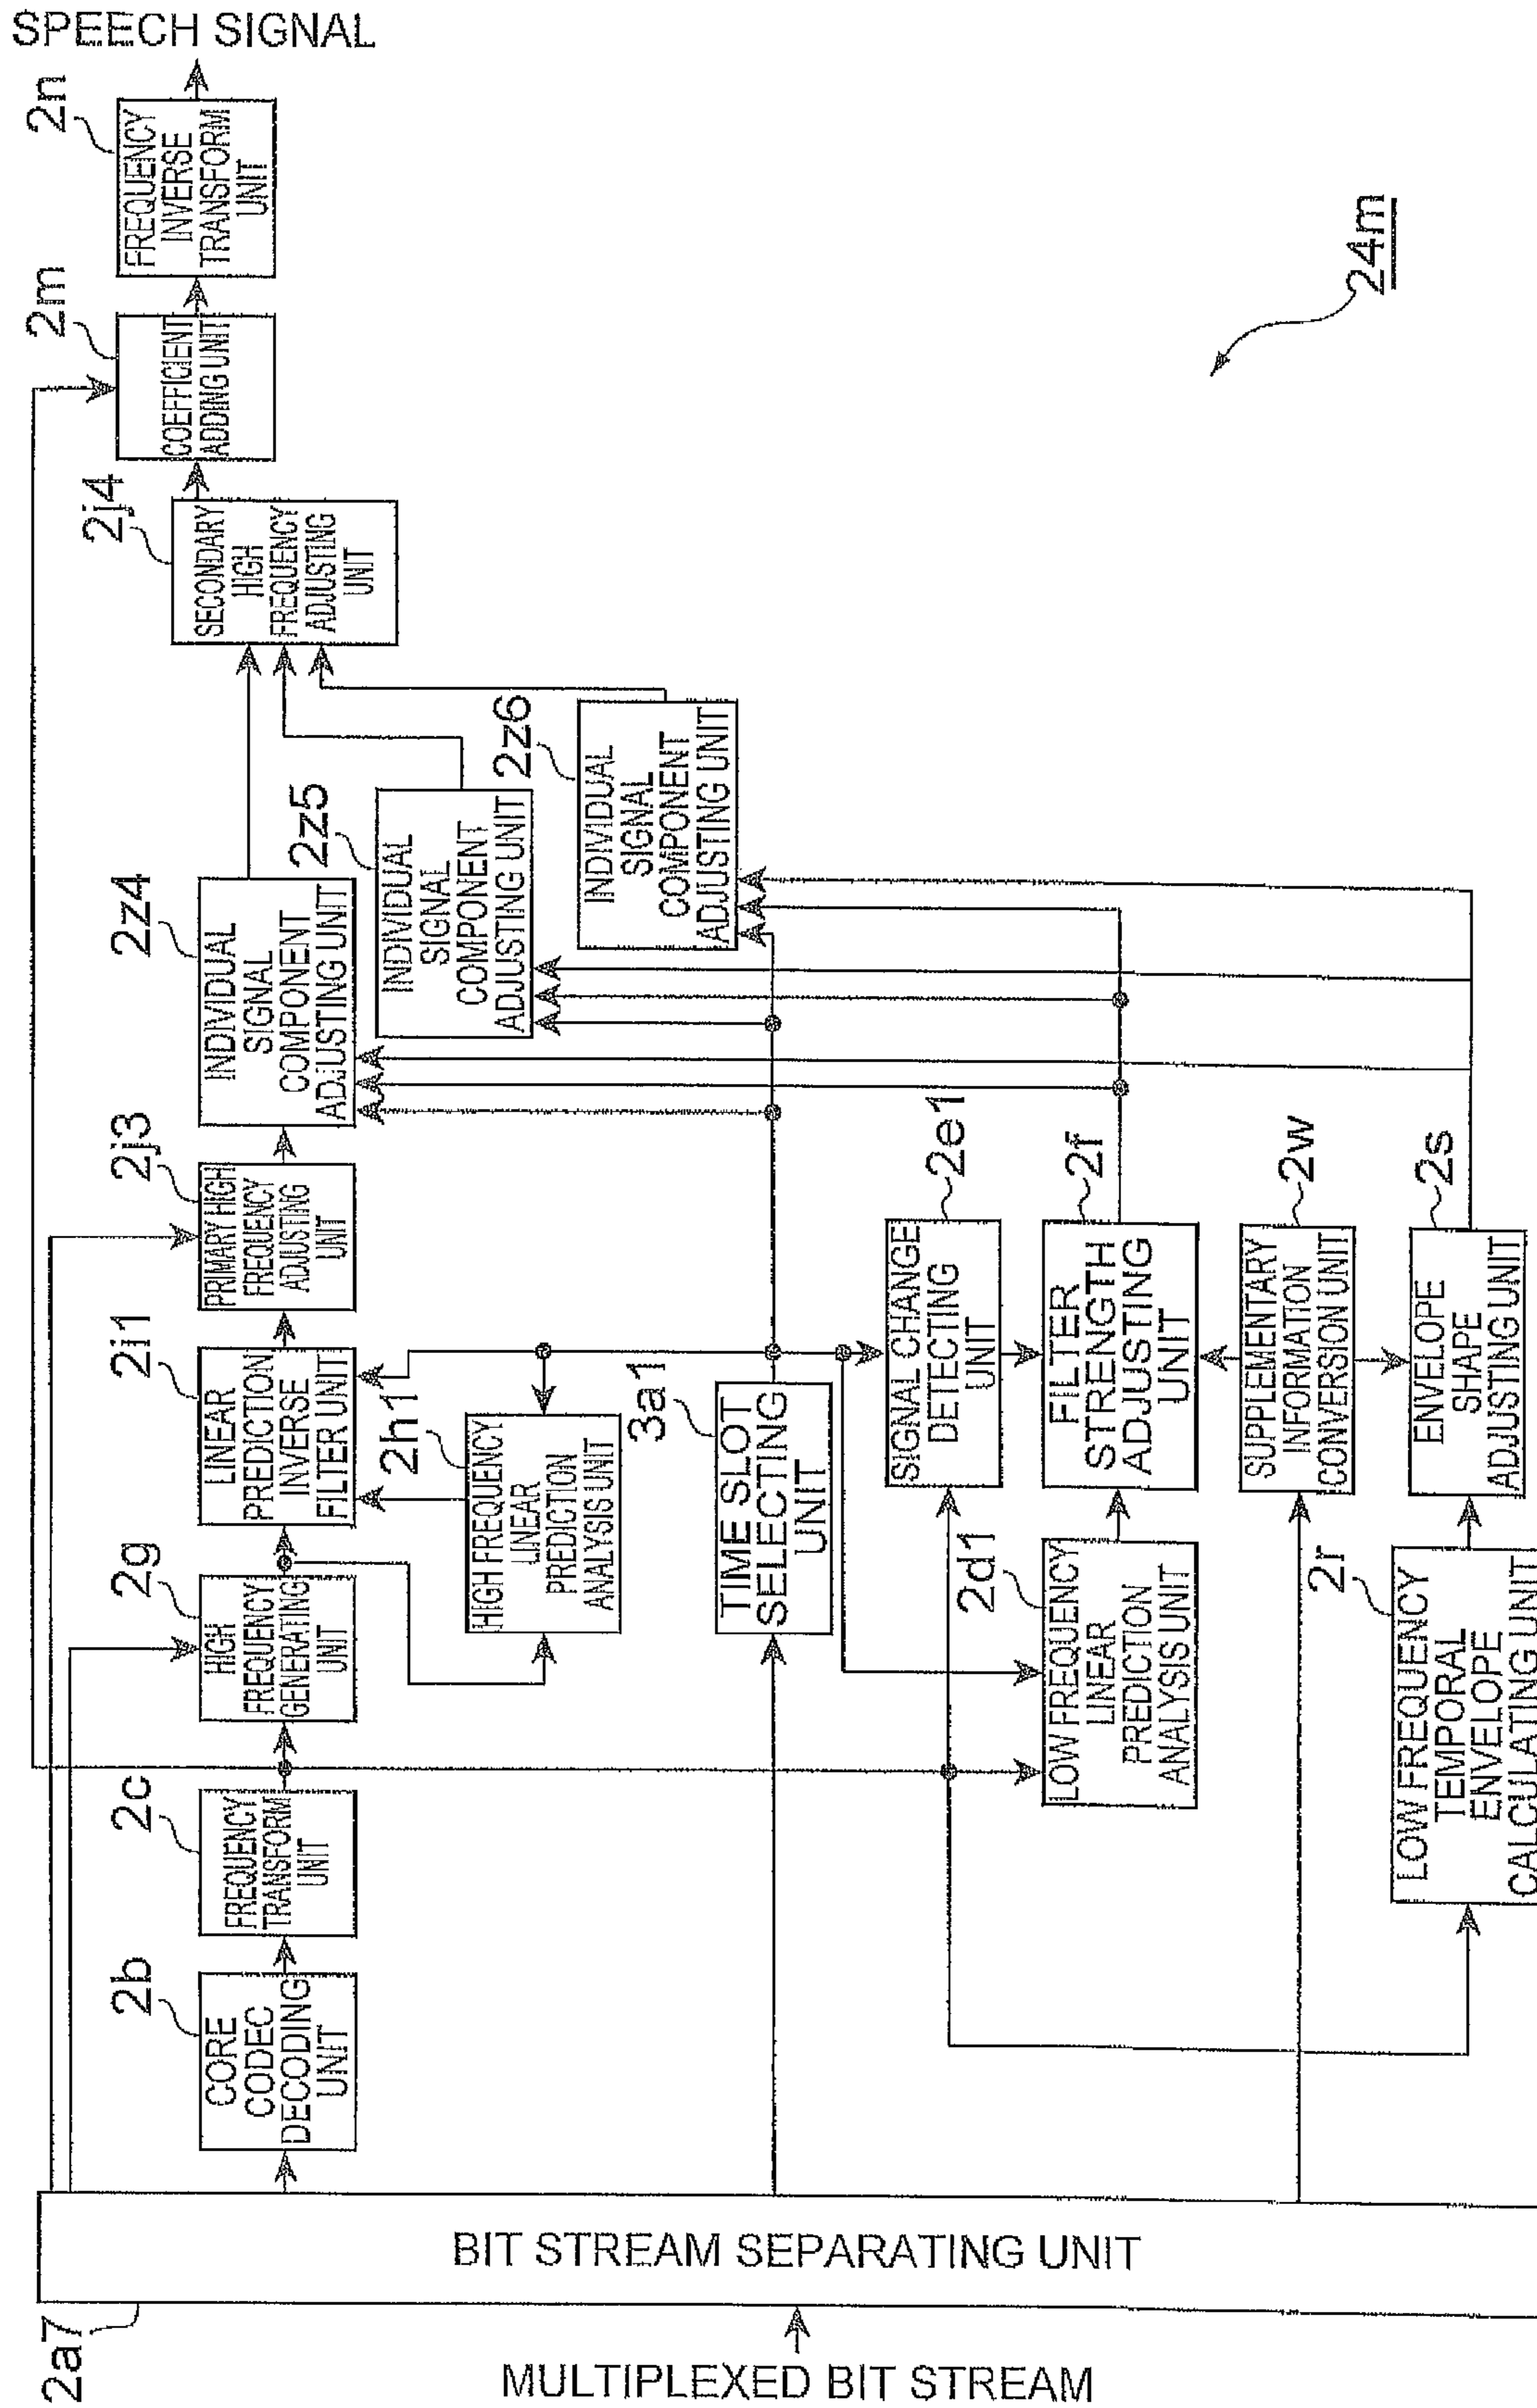 SPEECH SIGNAL
2n
FREQUENCY
INVERSE
TRANSFORM
UNIT
2m
COEFFICIENT
ADDING UNIT
2j4
SECONDARY
HIGH
FREQUENCY
ADJUSTING
UNIT
2z4
INDIVIDUAL
SIGNAL
COMPONENT
ADJUSTING UNIT
2z5
INDIVIDUAL
SIGNAL
COMPONENT
ADJUSTING UNIT
2z6
INDIVIDUAL
SIGNAL
COMPONENT
ADJUSTING UNIT
24m
2j3
PRIMARY HIGH
FREQUENCY
ADJUSTING
UNIT
2i1
LINEAR
PREDICTION
INVERSE
FILTER UNIT
2h1
HIGH FREQUENCY
LINEAR
PREDICTION
ANALYSIS UNIT
3a1
TIME SLOT
SELECTING
UNIT
2e1
SIGNAL CHANGE
DETECTING
UNIT
2f
FILTER
STRENGTH
ADJUSTING
UNIT
2w
SUPPLEMENTARY
INFORMATION
CONVERSION UNIT
2s
ENVELOPE
SHAPE
ADJUSTING UNIT
2g
HIGH
FREQUENCY
GENERATING
UNIT
2d1
LOW FREQUENCY
LINEAR
PREDICTION
ANALYSIS UNIT
2r
LOW FREQUENCY
TEMPORAL
ENVELOPE
CALCULATING UNIT
2c
FREQUENCY
TRANSFORM
UNIT
2b
CORE
CODEC
DECODING
UNIT
2a7
BIT STREAM SEPARATING UNIT
MULTIPLEXED BIT STREAM